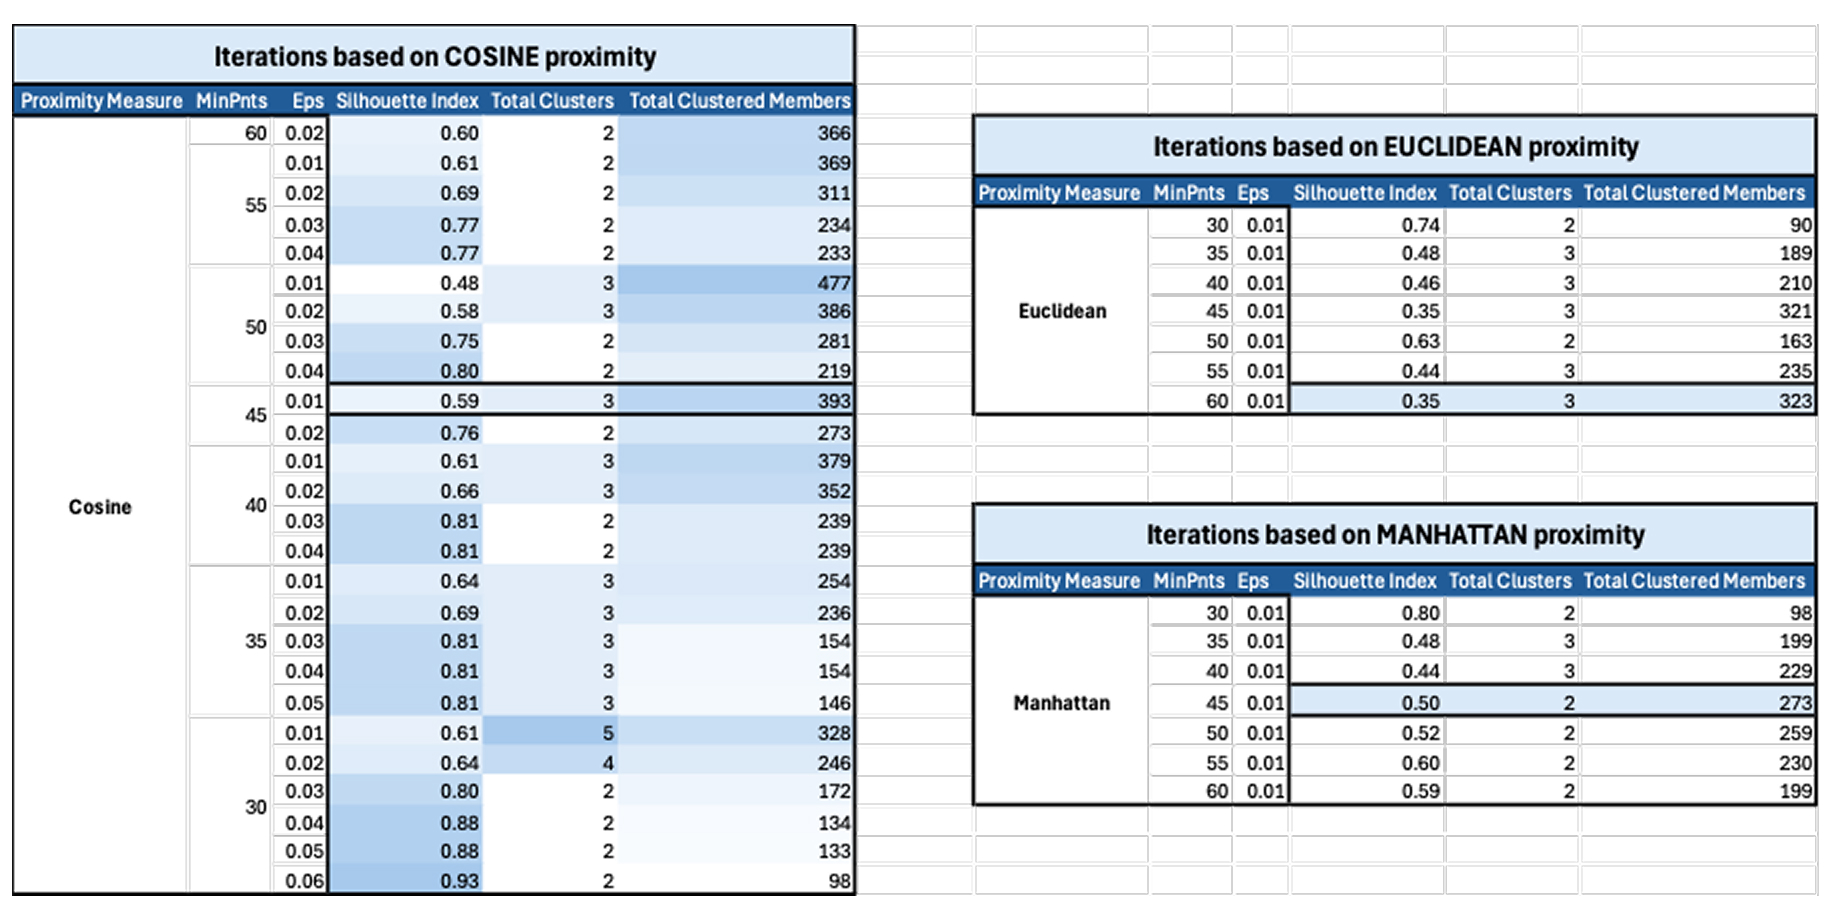 Iterations based on COSINE proximity
Proximity Measure MinPnts Eps Silhouette Index Total Clusters Total Clustered Members
Cosine
60 0.02 0.60 2 366
55 0.01 0.61 2 369
0.02 0.69 2 311
0.03 0.77 2 234
0.04 0.77 2 233
50 0.01 0.48 3 477
0.02 0.58 3 386
0.03 0.75 2 281
0.04 0.80 2 219
45 0.01 0.59 3 393
0.02 0.76 2 273
40 0.01 0.61 3 379
0.02 0.66 3 352
0.03 0.81 2 239
0.04 0.81 2 239
35 0.01 0.64 3 254
0.02 0.69 3 236
0.03 0.81 3 154
0.04 0.81 3 154
0.05 0.81 3 146
30 0.01 0.61 5 328
0.02 0.64 4 246
0.03 0.80 2 172
0.04 0.88 2 134
0.05 0.88 2 133
0.06 0.93 2 98
Iterations based on EUCLIDEAN proximity
Proximity Measure MinPnts Eps Silhouette Index Total Clusters Total Clustered Members
Euclidean
30 0.01 0.74 2 90
35 0.01 0.48 3 189
40 0.01 0.46 3 210
45 0.01 0.35 3 321
50 0.01 0.63 2 163
55 0.01 0.44 3 235
60 0.01 0.35 3 323
Iterations based on MANHATTAN proximity
Proximity Measure MinPnts Eps Silhouette Index Total Clusters Total Clustered Members
Manhattan
30 0.01 0.80 2 98
35 0.01 0.48 3 199
40 0.01 0.44 3 229
45 0.01 0.50 2 273
50 0.01 0.52 2 259
55 0.01 0.60 2 230
60 0.01 0.59 2 199